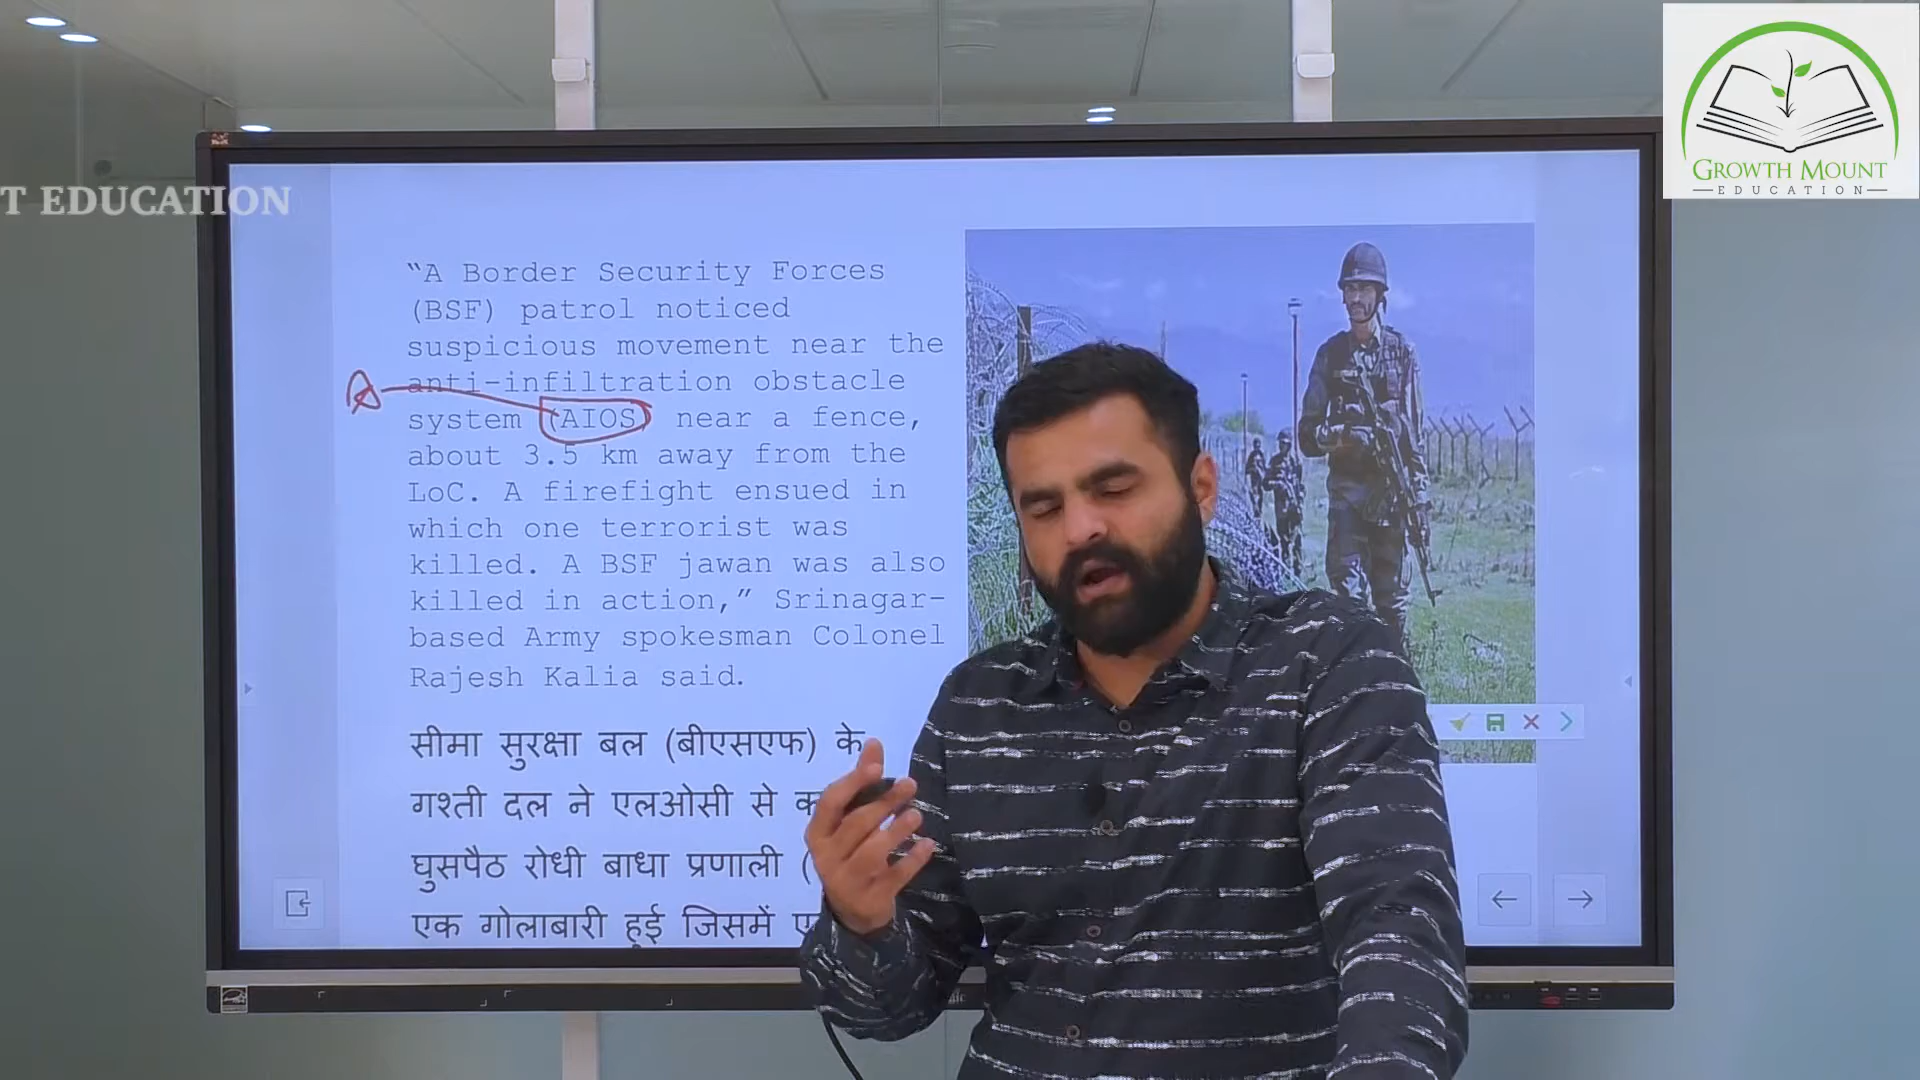 GROWTH MOUNT
EDUCATION
T EDUCATION
“A Border Security Forces
(BSF) patrol noticed
suspicious movement near the
anti-infiltration obstacle
system (AIOS) near a fence,
about 3.5 km away from the
LoC. A firefight ensued in
which one terrorist was
killed. A BSF jawan was also
killed in action,” Srinagar-
based Army spokesman Colonel
Rajesh Kalia said.
सीमा सुरक्षा बल (बीएसएफ) के
गश्ती दल ने एलओसी से
घुसपैठ रोधी बाधा प्रणाली (
एक गोलाबारी हुई जिसमें